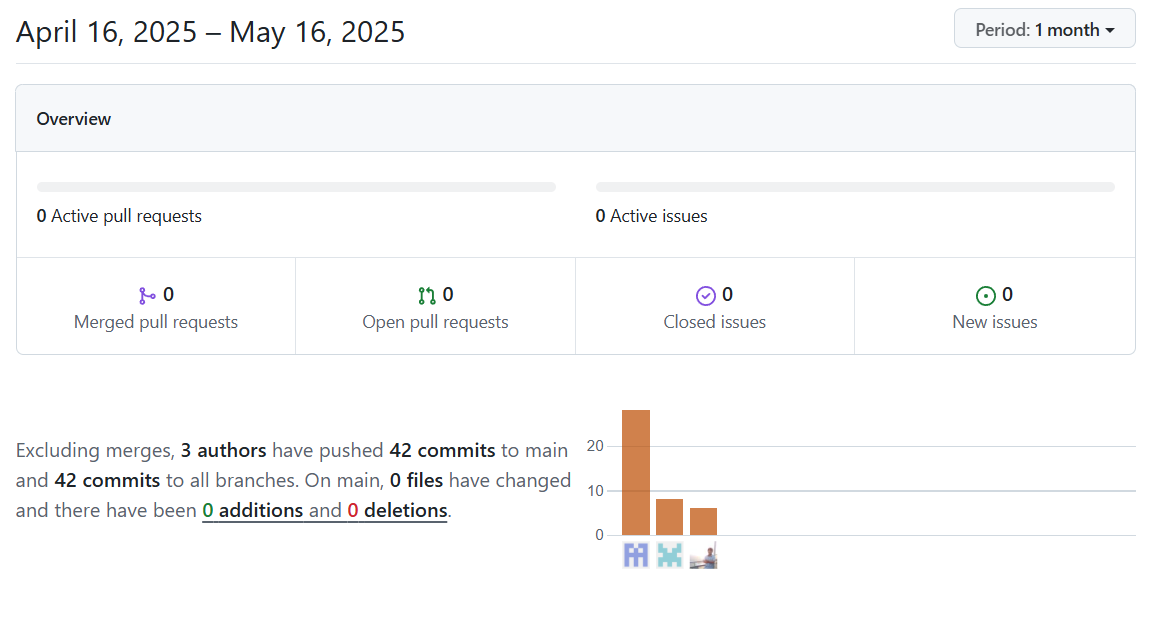 April 16, 2025 – May 16, 2025
Period: 1 month
Overview
0 Active pull requests
0 Active issues
0
Merged pull requests
0
Open pull requests
0
Closed issues
0
New issues
Excluding merges, 3 authors have pushed 42 commits to main
and 42 commits to all branches. On main, 0 files have changed
and there have been 0 additions and 0 deletions.
20
10
0